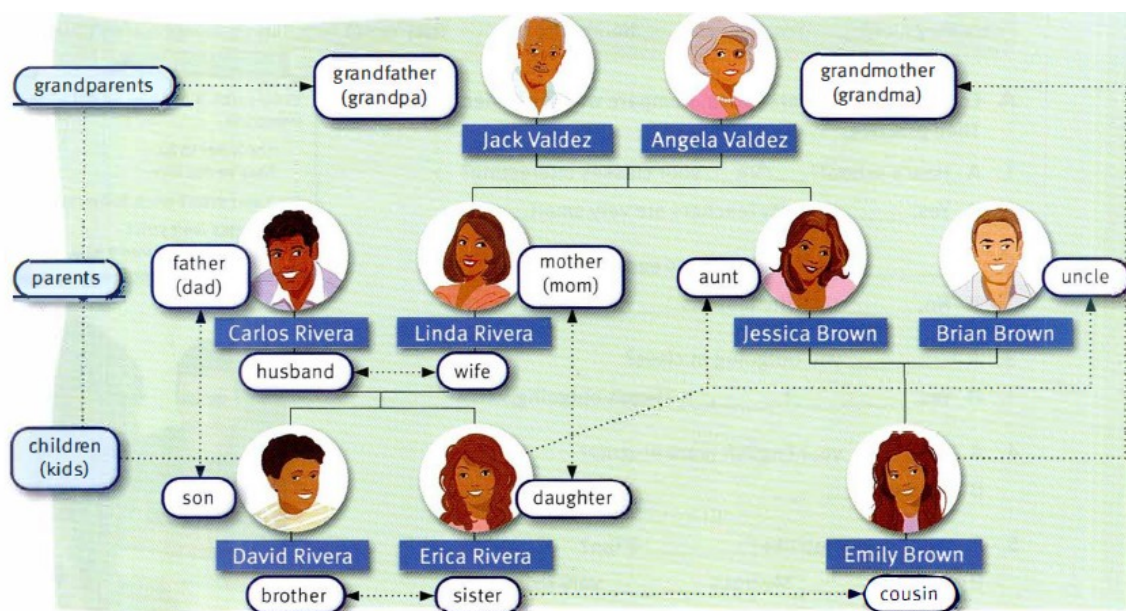 grandparents
grandfather
(grandpa)
grandmother
(grandma)
Jack Valdez
Angela Valdez
parents
father
(dad)
mother
(mom)
aunt
uncle
Carlos Rivera
Linda Rivera
Jessica Brown
Brian Brown
husband
wife
children
(kids)
son
daughter
David Rivera
Erica Rivera
Emily Brown
brother
sister
cousin